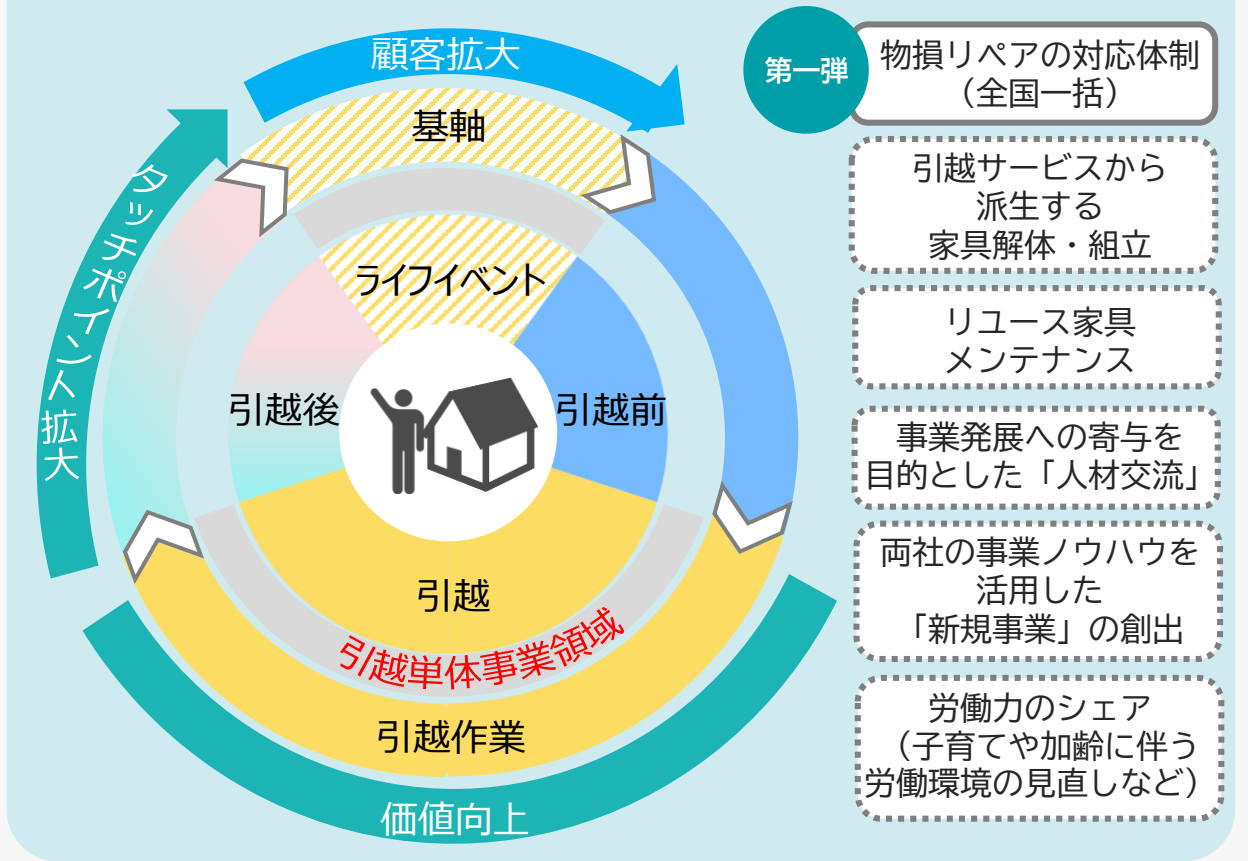 顧客拡大
基軸
ライフイベント
タッチポイント拡大
引越後
引越前
引越
引越単体事業領域
引越作業
価値向上
第一弾
物損リペアの対応体制
（全国一括）
引越サービスから
派生する
家具解体・組立
リユース家具
メンテナンス
事業発展への寄与を
目的とした「人材交流」
両社の事業ノウハウを
活用した
「新規事業」の創出
労働力のシェア
（子育てや加齢に伴う
労働環境の見直しなど）